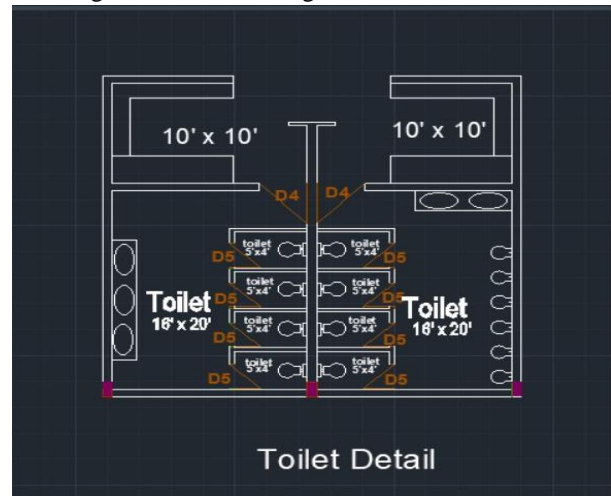 10' x 10'
10' x 10'
D4
D4
toilet
5'x4'
toilet
5'x4'
D5
D5
toilet
5'x4'
toilet
5'x4'
D5
D5
Toilet
16' x 20'
Toilet
16' x 20'
toilet
5'x4'
toilet
5'x4'
D5
D5
toilet
5'x4'
toilet
5'x4'
D5
D5
Toilet Detail